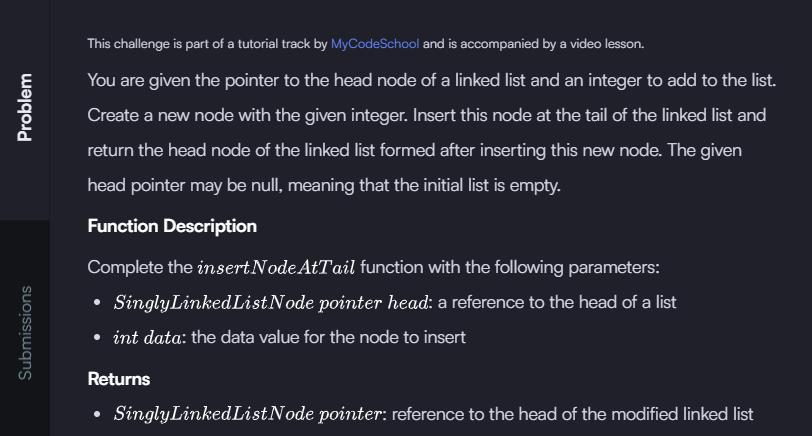 Problem
Submissions
This challenge is part of a tutorial track by MyCodeSchool and is accompanied by a video lesson.
You are given the pointer to the head node of a linked list and an integer to add to the list.
Create a new node with the given integer. Insert this node at the tail of the linked list and
return the head node of the linked list formed after inserting this new node. The given
head pointer may be null, meaning that the initial list is empty.
Function Description
Complete the insertNodeAtTail function with the following parameters:
• SinglyLinkedListNode pointer head: a reference to the head of a list
• int data: the data value for the node to insert
Returns
• SinglyLinkedListNode pointer: reference to the head of the modified linked list